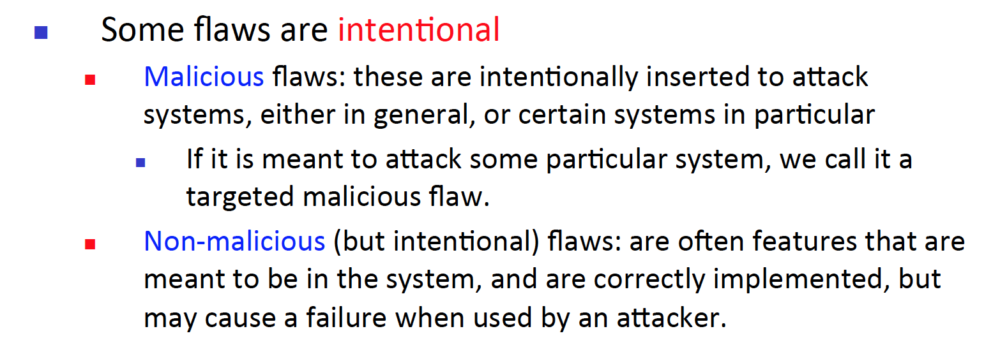 Some flaws are intentional
Malicious flaws: these are intentionally inserted to attack
systems, either in general, or certain systems in particular
If it is meant to attack some particular system, we call it a
targeted malicious flaw.
Non-malicious (but intentional) flaws: are often features that are
meant to be in the system, and are correctly implemented, but
may cause a failure when used by an attacker.